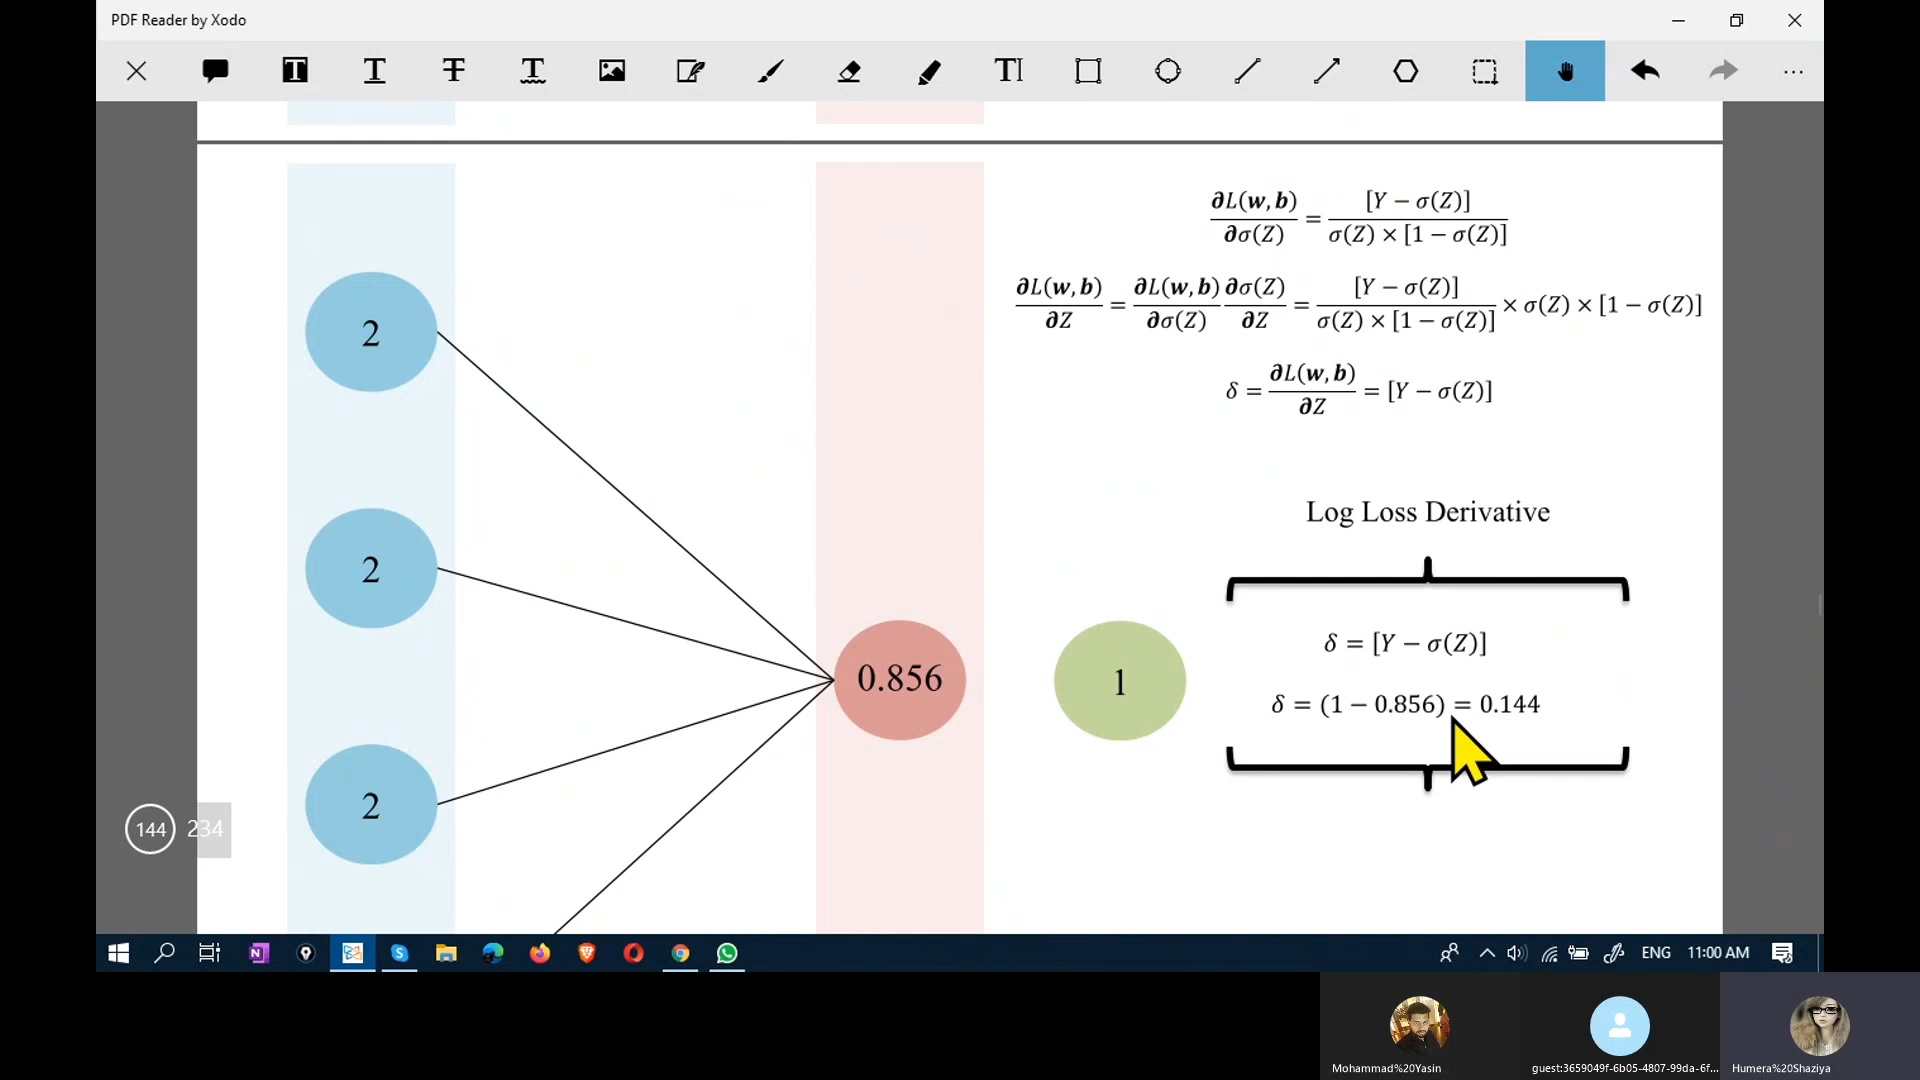 PDF Reader by Xodo
∂L(w, b) / ∂σ(Z) = [Y − σ(Z)] / σ(Z) × [1 − σ(Z)]
∂L(w, b) / ∂Z = ∂L(w, b) / ∂σ(Z) ∂σ(Z) / ∂Z = [Y − σ(Z)] / σ(Z) × [1 − σ(Z)] × σ(Z) × [1 − σ(Z)]
δ = ∂L(w, b) / ∂Z = [Y − σ(Z)]
2
2
2
0.856
1
Log Loss Derivative
δ = [Y − σ(Z)]
δ = (1 − 0.856) = 0.144
144 234
ENG 11:00 AM
Mohammad%20Yasin
guest:3659049f-6b05-4807-99da-6f...
Humera%20Shaziya